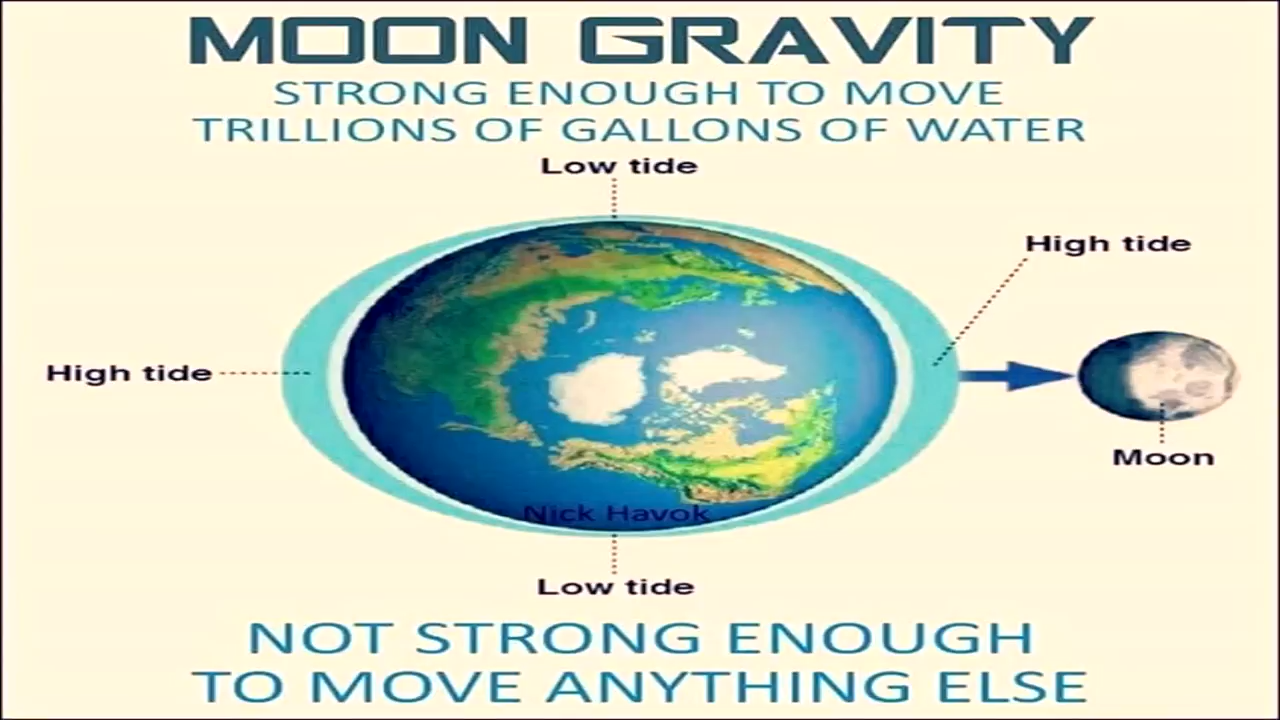 MOON GRAVITY
STRONG ENOUGH TO MOVE
TRILLIONS OF GALLONS OF WATER
Low tide
High tide
High tide
Moon
Nick Havok
Low tide
NOT STRONG ENOUGH
TO MOVE ANYTHING ELSE